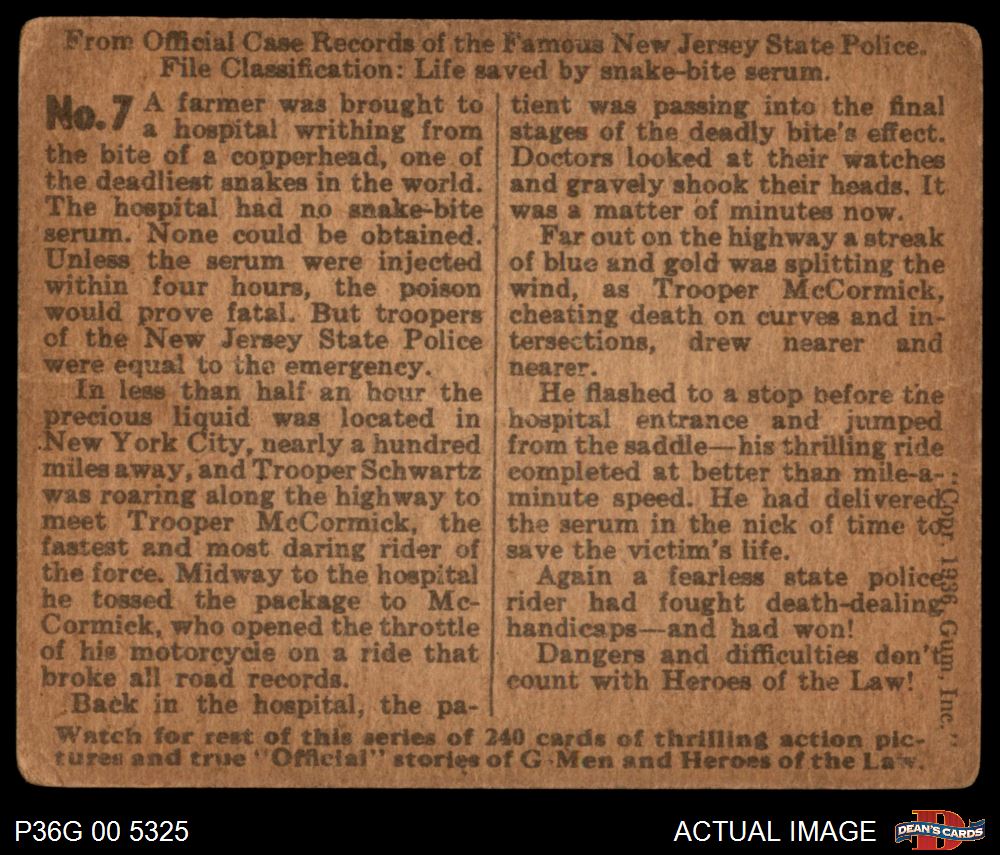 From Official Case Records of the Famous New Jersey State Police.
File Classification: Life saved by snake-bite serum.
No.7 A farmer was brought to
a hospital writhing from
the bite of a copperhead, one of
the deadliest snakes in the world.
The hospital had no snake-bite
serum. None could be obtained.
Unless the serum were injected
within four hours, the poison
would prove fatal. But troopers
of the New Jersey State Police
were equal to the emergency.
In less than half an hour the
precious liquid was located in
New York City, nearly a hundred
miles away, and Trooper Schwartz
was roaring along the highway to
meet Trooper McCormick, the
fastest and most daring rider of
the force. Midway to the hospital
he tossed the package to Mc-
Cormick, who opened the throttle
of his motorcycle on a ride that
broke all road records.
Back in the hospital, the pa-
tient was passing into the final
stages of the deadly bite's effect.
Doctors looked at their watches
and gravely shook their heads. It
was a matter of minutes now.
Far out on the highway a streak
of blue and gold was splitting the
wind, as Trooper McCormick,
cheating death on curves and in-
tersections, drew nearer and
nearer.
He flashed to a stop before the
hospital entrance and jumped
from the saddle—his thrilling ride
completed at better than mile-a-
minute speed. He had delivered
the serum in the nick of time to
save the victim's life.
Again a fearless state police
rider had fought death-dealing
handicaps—and had won!
Dangers and difficulties don't
count with Heroes of the Law!
"Copr. 1936, Gum, Inc."
Watch for rest of this series of 240 cards of thrilling action pic-
tures and true "Official" stories of G-Men and Heroes of the Law.
P36G 00 5325
ACTUAL IMAGE
D
DEAN'S CARDS